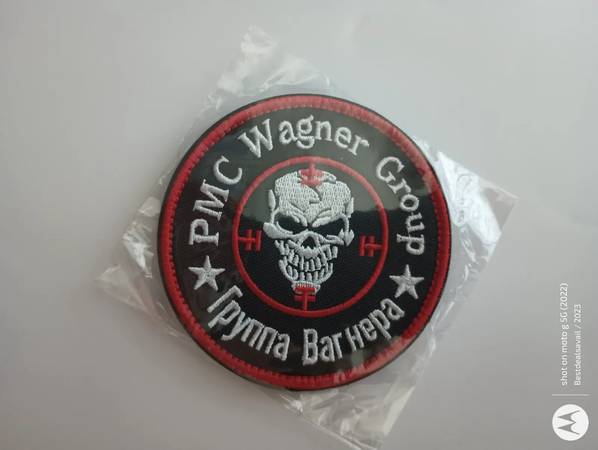 PMC Wagner Group
Группа Вагнера
shot on moto g 5G (2022)
Bestdealsavail / 2023